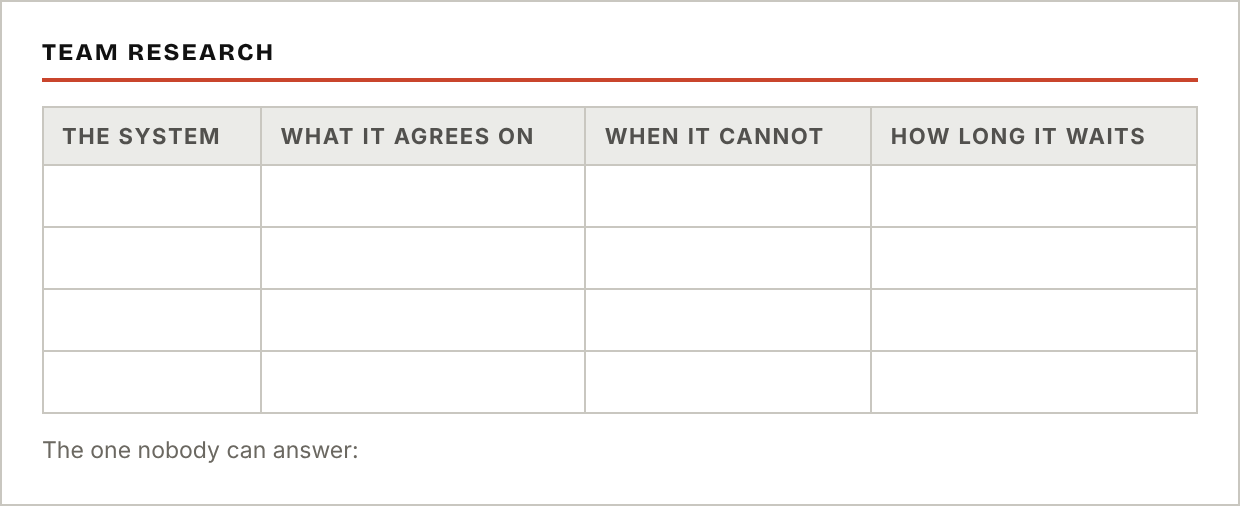 TEAM RESEARCH
THE SYSTEM WHAT IT AGREES ON WHEN IT CANNOT HOW LONG IT WAITS
The one nobody can answer: